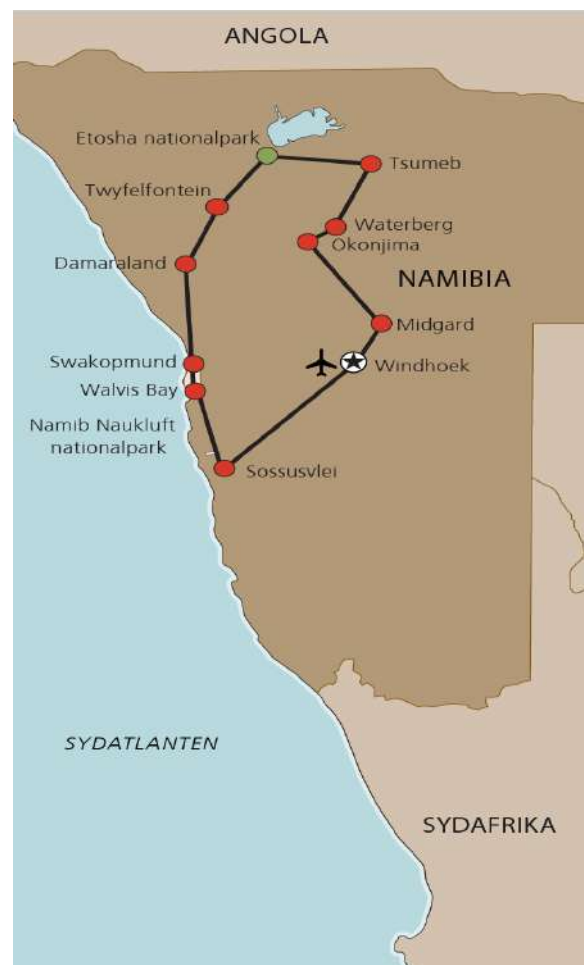 ANGOLA
Etosha nationalpark
Tsumeb
Twyfelfontein
Waterberg
Okonjima
Damaraland
NAMIBIA
Midgard
Swakopmund
Windhoek
Walvis Bay
Namib Naukluft
nationalpark
Sossusvlei
SYDATLANTEN
SYDAFRIKA